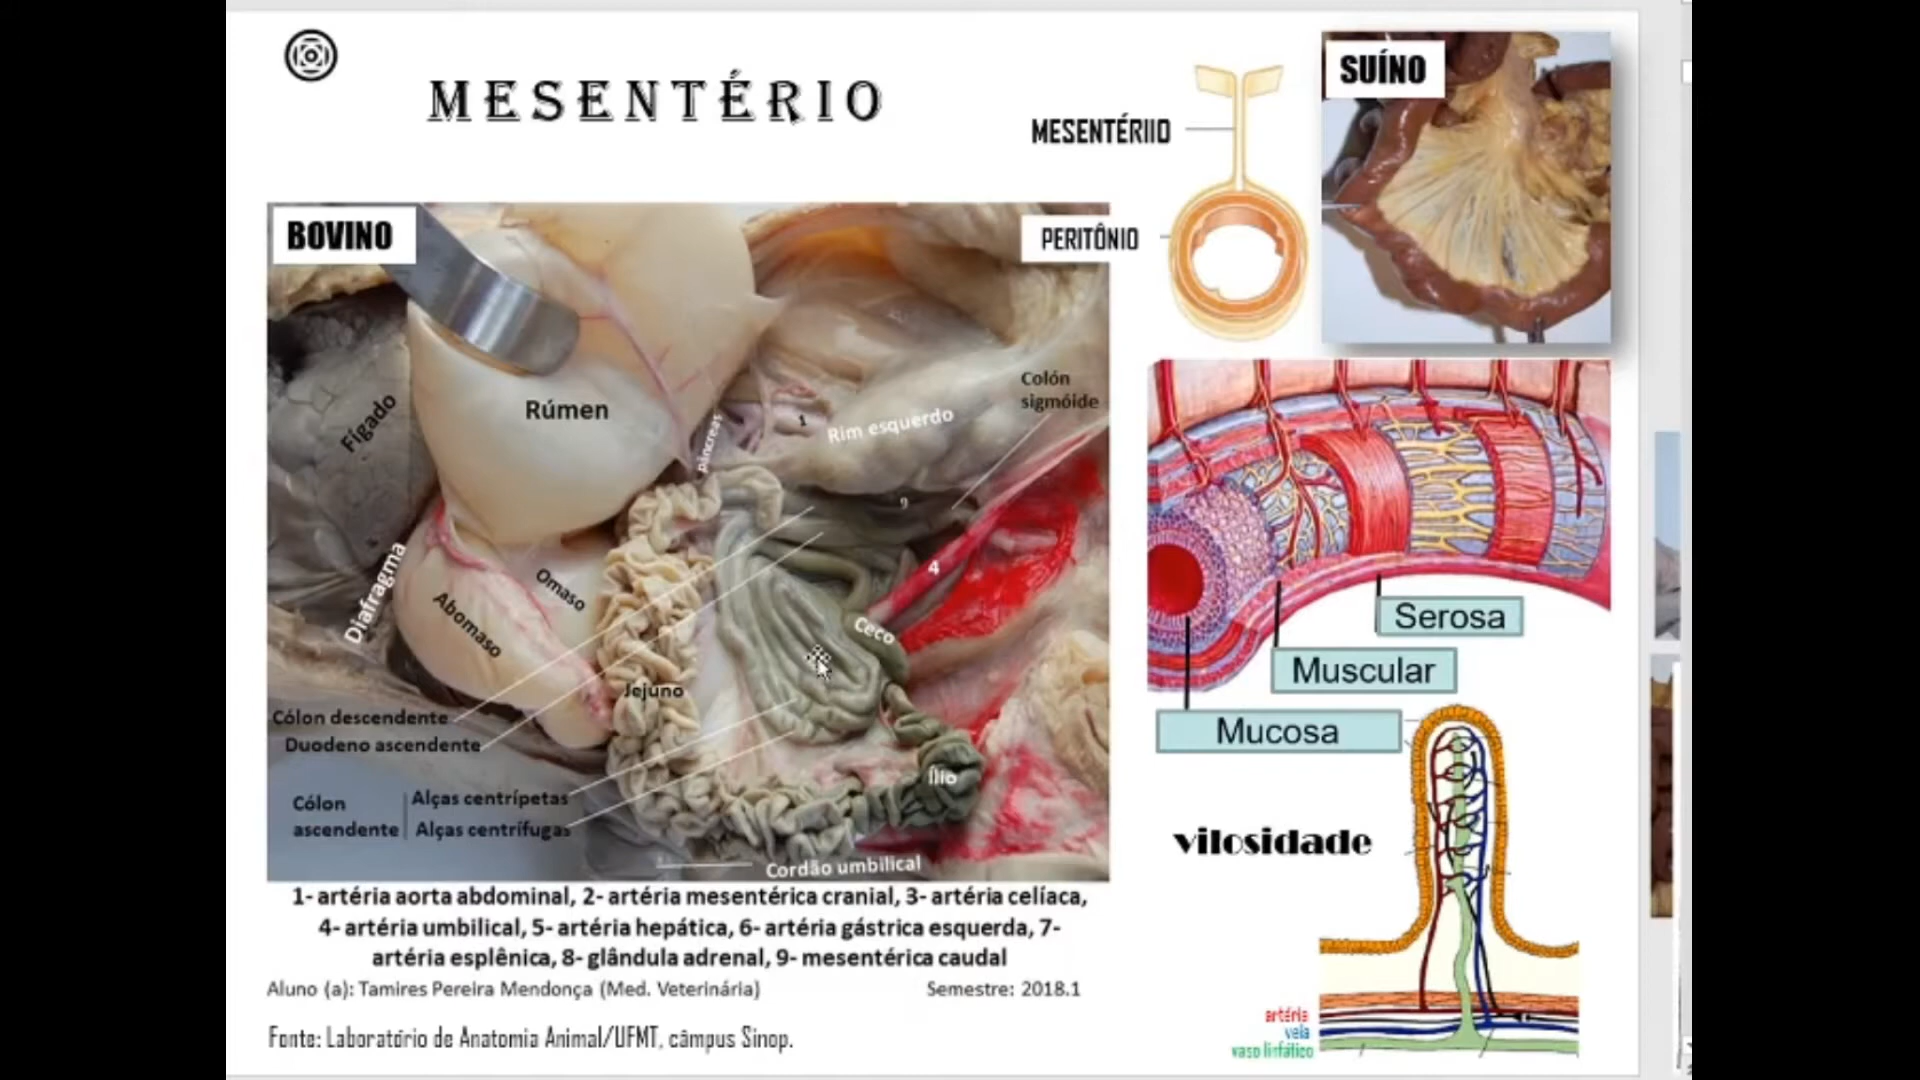 MESENTÉRIO
MESENTÉRIIO
SUÍNO
BOVINO
PERITÔNIO
Colón
sigmóide
Fígado
Rúmen
pâncreas
1
Rim esquerdo
9
4
Diafragma
Omaso
Abomaso
Ceco
Jejuno
Cólon descendente
Duodeno ascendente
Cólon
ascendente
Alças centrípetas
Alças centrífugas
Ílio
Cordão umbilical
1- artéria aorta abdominal, 2- artéria mesentérica cranial, 3- artéria celíaca,
4- artéria umbilical, 5- artéria hepática, 6- artéria gástrica esquerda, 7-
artéria esplênica, 8- glândula adrenal, 9- mesentérica caudal
Aluno (a): Tamires Pereira Mendonça (Med. Veterinária)
Semestre: 2018.1
Fonte: Laboratório de Anatomia Animal/UFMT, câmpus Sinop.
Serosa
Muscular
Mucosa
vilosidade
artéria
veia
vaso linfático